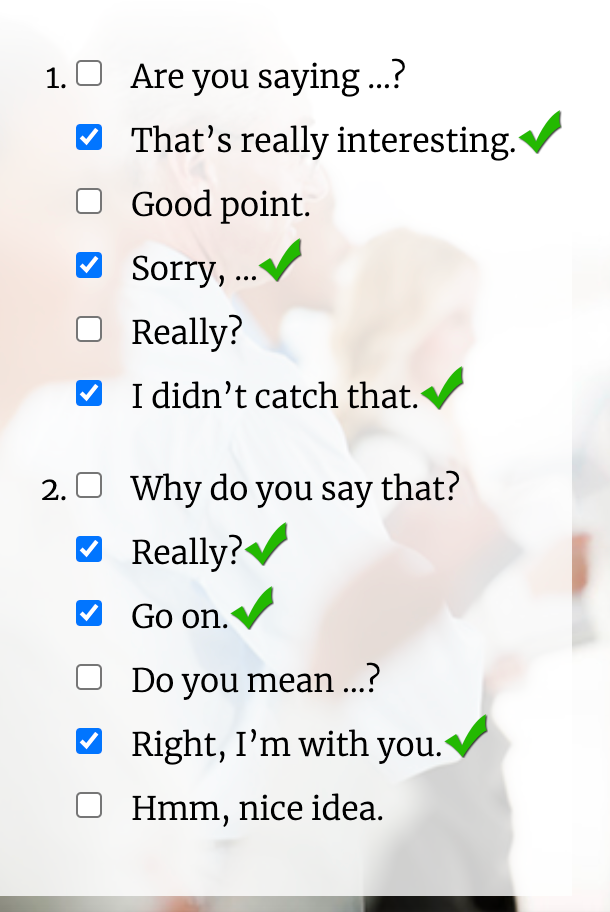 1. Are you saying ...?
That’s really interesting.
Good point.
Sorry, ...
Really?
I didn’t catch that.
2. Why do you say that?
Really?
Go on.
Do you mean ...?
Right, I’m with you.
Hmm, nice idea.